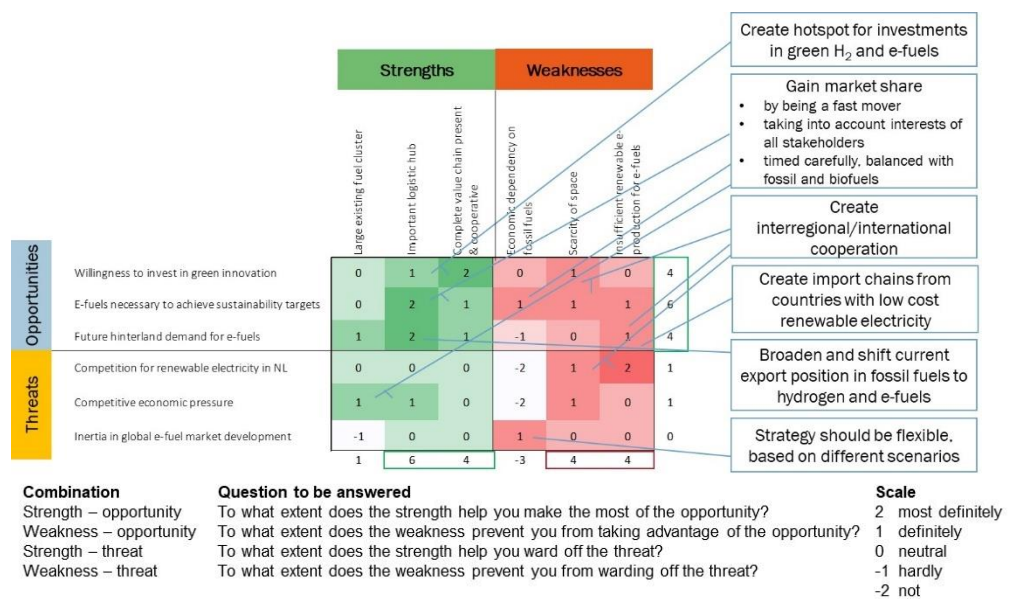 Strengths
Weaknesses
Large existing fuel cluster
Important logistic hub
Complete value chain present
& cooperative
Economic dependency on
fossil fuels
Scarcity of space
Insufficient renewable e-
production for e-fuels
Opportunities
Threats
Willingness to invest in green innovation 0 1 2 0 1 0 4
E-fuels necessary to achieve sustainability targets 0 2 1 1 1 1 6
Future hinterland demand for e-fuels 1 2 1 -1 0 1 4
Competition for renewable electricity in NL 0 0 0 -2 1 2 1
Competitive economic pressure 1 1 0 -2 1 0 1
Inertia in global e-fuel market development -1 0 0 1 0 0 0
1 6 4 -3 4 4
Create hotspot for investments
in green H₂ and e-fuels
Gain market share
• by being a fast mover
• taking into account interests of
all stakeholders
• timed carefully, balanced with
fossil and biofuels
Create
interregional/international
cooperation
Create import chains from
countries with low cost
renewable electricity
Broaden and shift current
export position in fossil fuels to
hydrogen and e-fuels
Strategy should be flexible,
based on different scenarios
Combination Question to be answered
Strength – opportunity To what extent does the strength help you make the most of the opportunity?
Weakness – opportunity To what extent does the weakness prevent you from taking advantage of the opportunity?
Strength – threat To what extent does the strength help you ward off the threat?
Weakness – threat To what extent does the weakness prevent you from warding off the threat?
Scale
2 most definitely
1 definitely
0 neutral
-1 hardly
-2 not